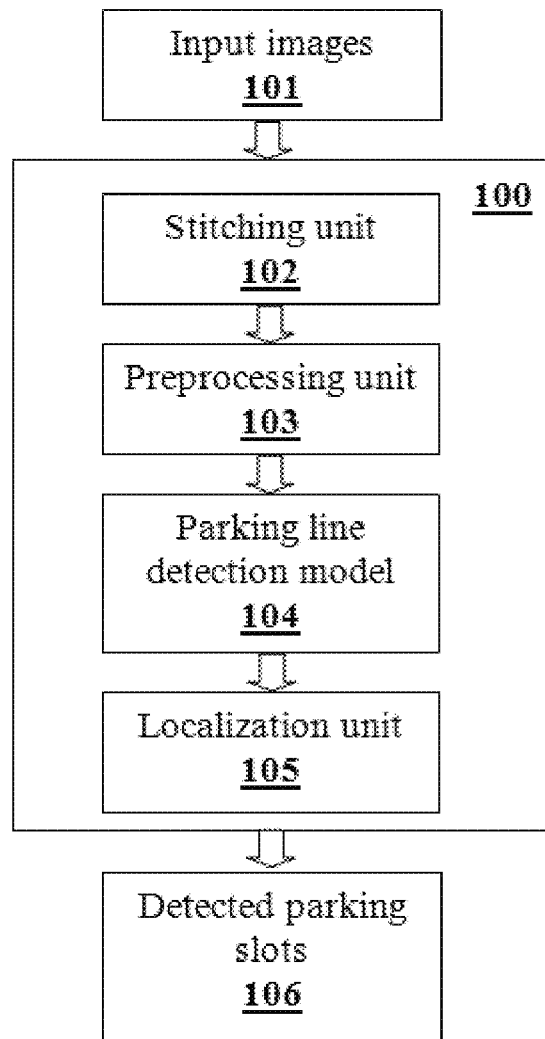 Input images
101
100
Stitching unit
102
Preprocessing unit
103
Parking line
detection model
104
Localization unit
105
Detected parking
slots
106